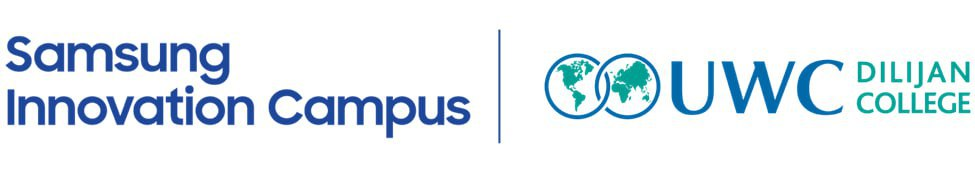 Samsung
Innovation Campus
UWC
DILIJAN
COLLEGE